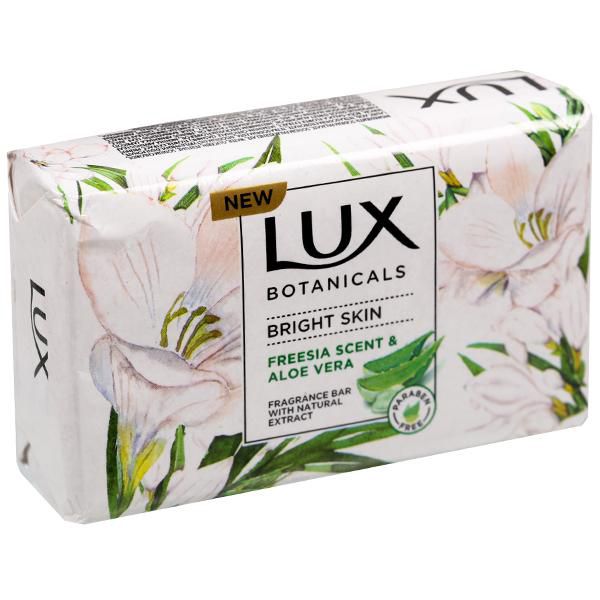 LUX
NEW
LUX
BOTANICALS
BRIGHT SKIN
FREESIA SCENT &
ALOE VERA
FRAGRANCE BAR
WITH NATURAL
EXTRACT
PARABEN
FREE
LUX